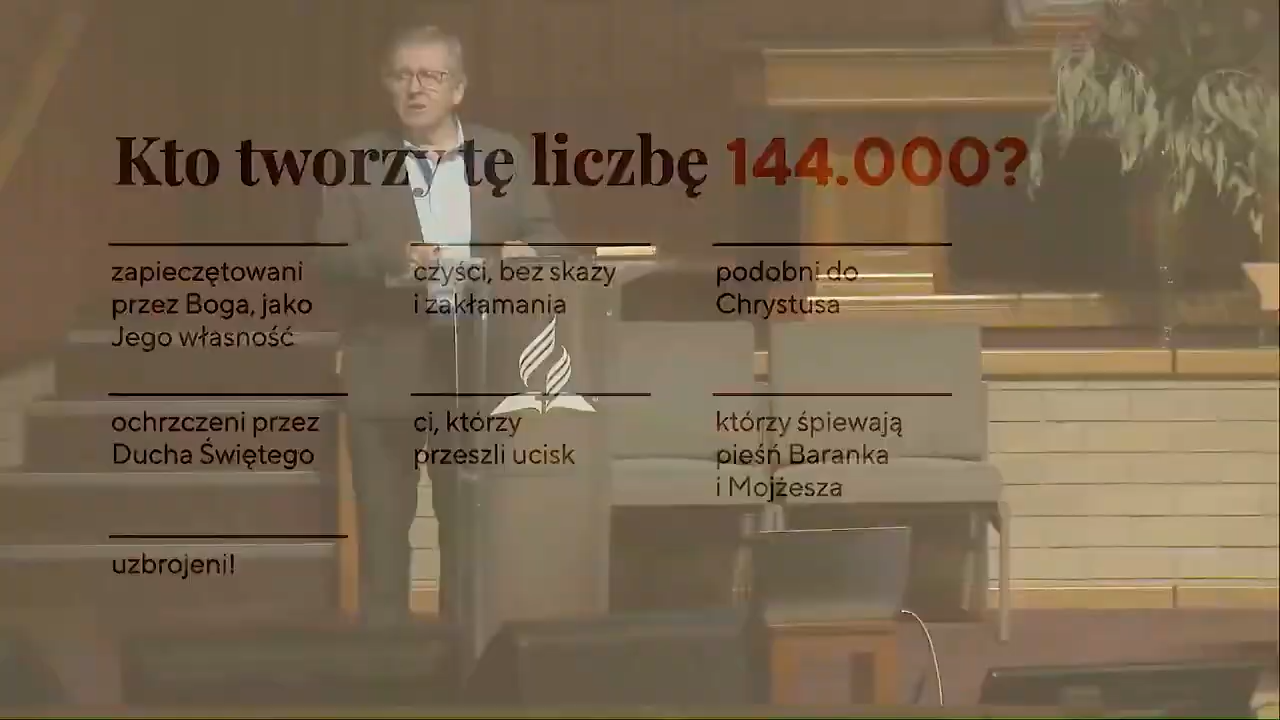 Kto tworzy tę liczbę 144.000?
zapieczętowani
przez Boga, jako
Jego własność
czyści, bez skazy
i zakłamania
podobni do
Chrystusa
ochrzczeni przez
Ducha Świętego
ci, którzy
przeszli ucisk
którzy śpiewają
pieśń Baranka
i Mojżesza
uzbrojeni!